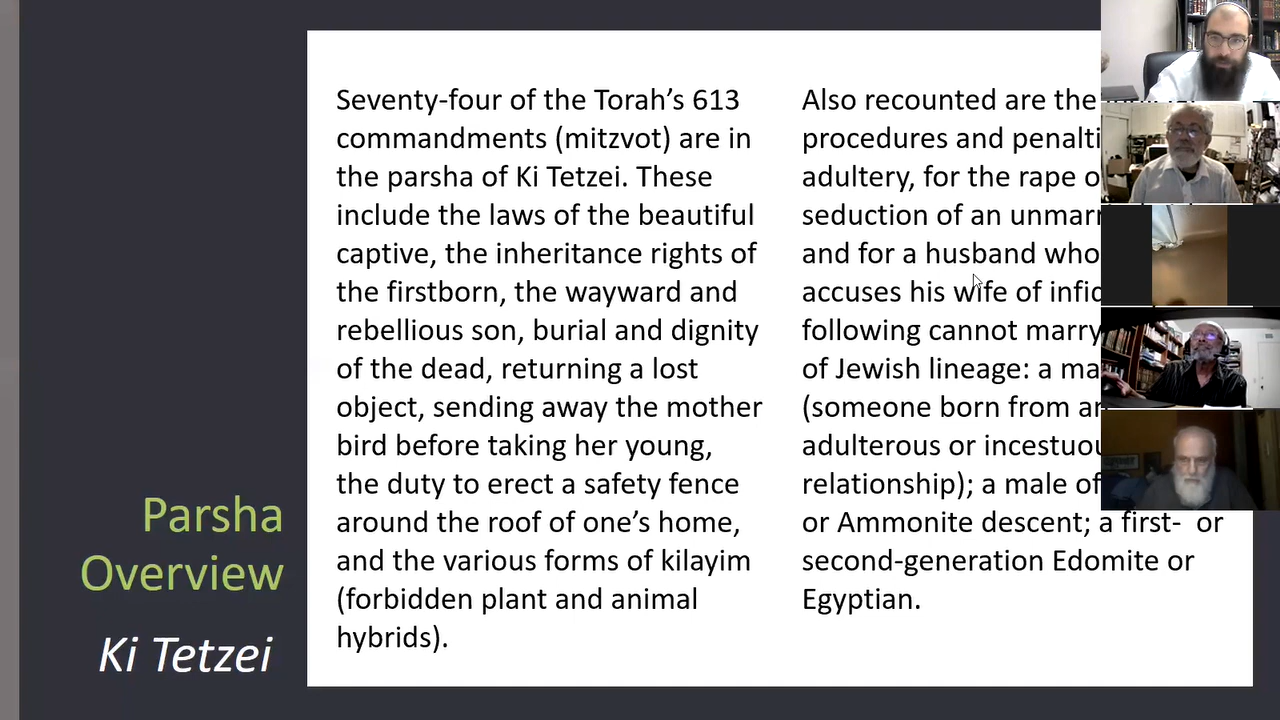 Parsha
Overview
Ki Tetzei
Seventy-four of the Torah’s 613
commandments (mitzvot) are in
the parsha of Ki Tetzei. These
include the laws of the beautiful
captive, the inheritance rights of
the firstborn, the wayward and
rebellious son, burial and dignity
of the dead, returning a lost
object, sending away the mother
bird before taking her young,
the duty to erect a safety fence
around the roof of one’s home,
and the various forms of kilayim
(forbidden plant and animal
hybrids).
Also recounted are the
procedures and
adultery, for the rape
seduction of an
and for a husband who
accuses his wife of
following cannot marry
of Jewish lineage: a
(someone born from
adulterous or
relationship); a male of
or Ammonite descent; a first- or
second-generation Edomite or
Egyptian.